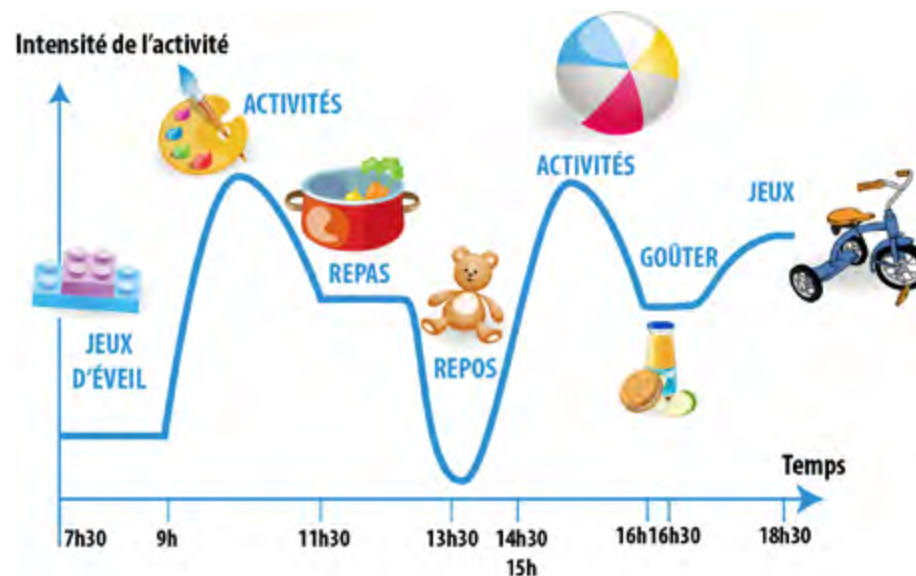 Intensité de l'activité
ACTIVITÉS
ACTIVITÉS
JEUX
REPAS
GOÛTER
JEUX
D'ÉVEIL
REPOS
Temps
7h30 9h 11h30 13h30 14h30 16h 16h30 18h30
15h